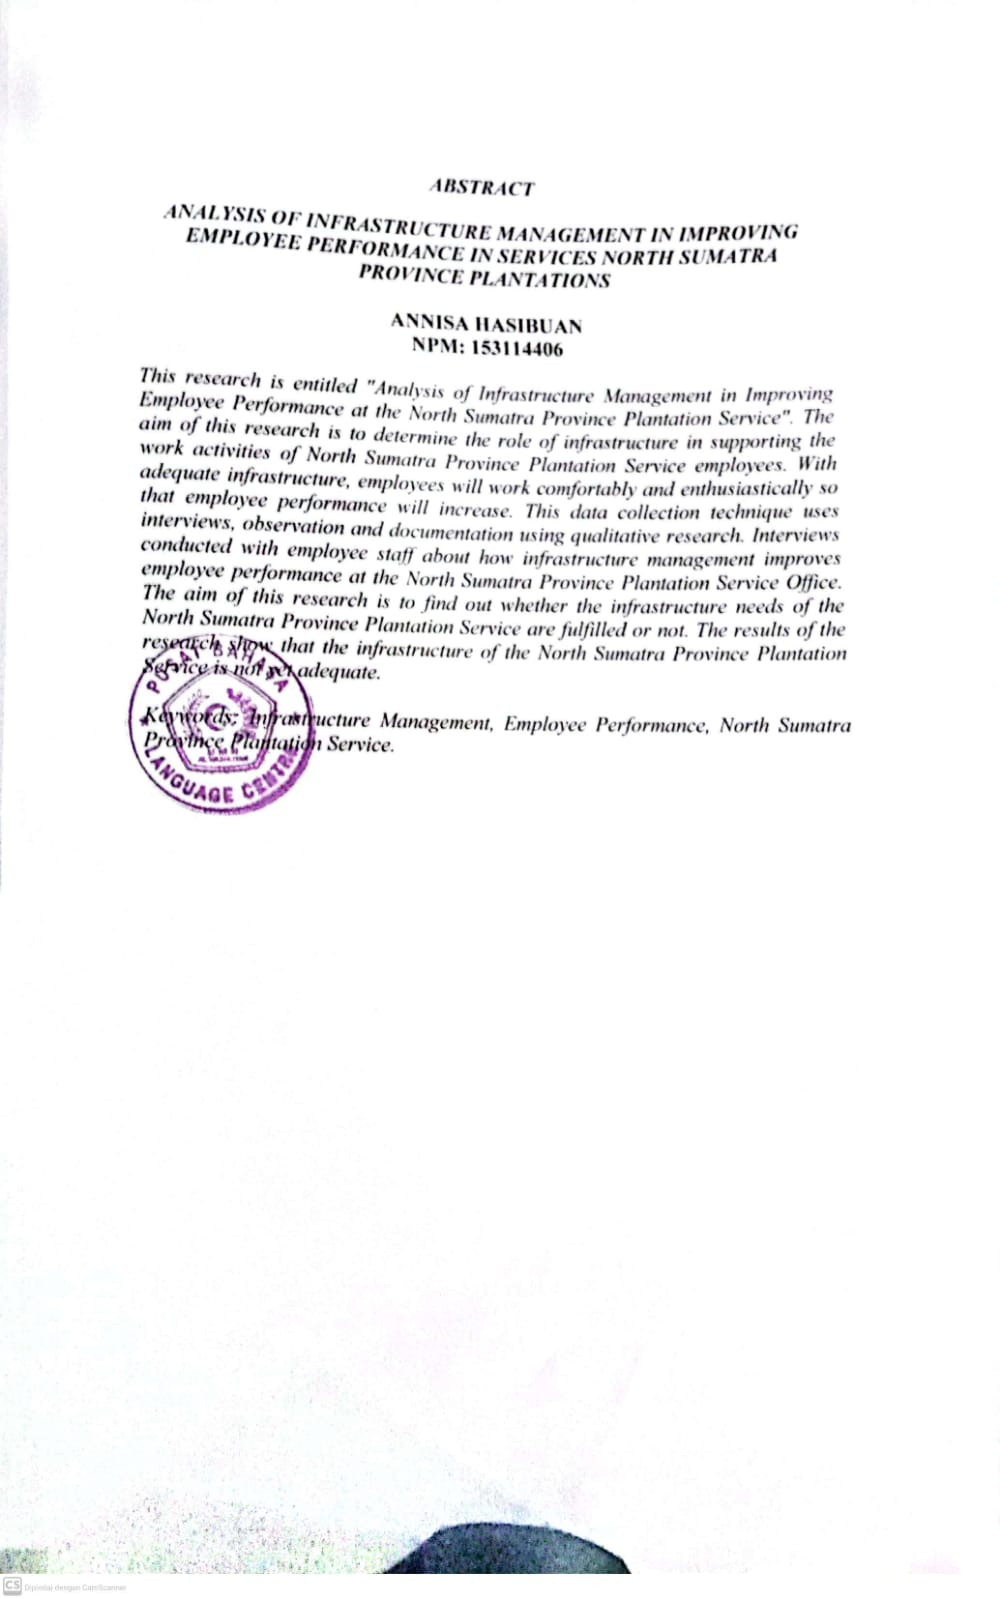 ABSTRACT
ANALYSIS OF INFRASTRUCTURE MANAGEMENT IN IMPROVING
EMPLOYEE PERFORMANCE IN SERVICES NORTH SUMATRA
PROVINCE PLANTATIONS
ANNISA HASIBUAN
NPM: 153114406
This research is entitled "Analysis of Infrastructure Management in Improving
Employee Performance at the North Sumatra Province Plantation Service". The
aim of this research is to determine the role of infrastructure in supporting the
work activities of North Sumatra Province Plantation Service employees. With
adequate infrastructure, employees will work comfortably and enthusiastically so
that employee performance will increase. This data collection technique uses
interviews, observation and documentation using qualitative research. Interviews
conducted with employee staff about how infrastructure management improves
employee performance at the North Sumatra Province Plantation Service Office.
The aim of this research is to find out whether the infrastructure needs of the
North Sumatra Province Plantation Service are fulfilled or not. The results of the
research show that the infrastructure of the North Sumatra Province Plantation
Service is not yet adequate.
Keywords: Infrastructure Management, Employee Performance, North Sumatra
Province Plantation Service.
PUSAT BAHASA
LANGUAGE CENTRE
CS Dipindai dengan CamScanner